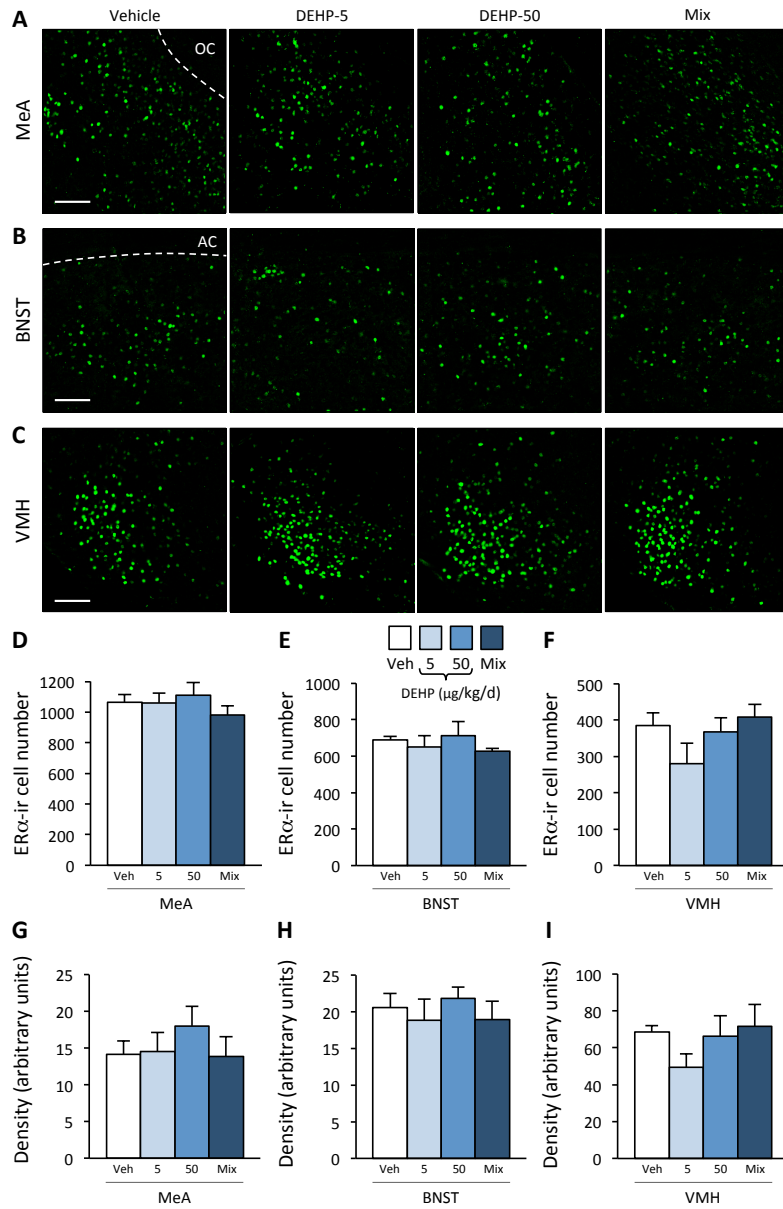 A Vehicle DEHP-5 DEHP-50 Mix
OC
MeA
B
AC
BNST
C
VMH
D E F
Veh 5 50 Mix
DEHP (µg/kg/d)
ERα-ir cell number
1200
1000
800
600
400
200
0
Veh 5 50 Mix
MeA
ERα-ir cell number
1000
800
600
400
200
0
Veh 5 50 Mix
BNST
ERα-ir cell number
500
400
300
200
100
0
Veh 5 50 Mix
VMH
G H I
Density (arbitrary units)
25
20
15
10
5
0
Veh 5 50 Mix
MeA
Density (arbitrary units)
25
20
15
10
5
0
Veh 5 50 Mix
BNST
Density (arbitrary units)
100
80
60
40
20
0
Veh 5 50 Mix
VMH